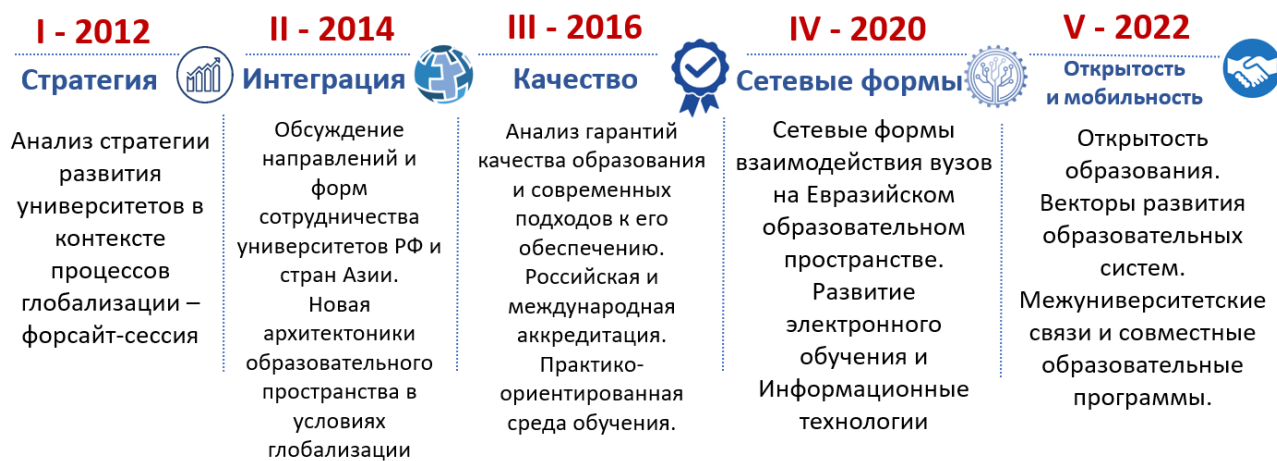 I - 2012
Стратегия
Анализ стратегии
развития
университетов в
контексте
процессов
глобализации –
форсайт-сессия
II - 2014
Интеграция
Обсуждение
направлений и
форм
сотрудничества
университетов РФ и
стран Азии.
Новая
архитектоники
образовательного
пространства в
условиях
глобализации
III - 2016
Качество
Анализ гарантий
качества образования
и современных
подходов к его
обеспечению.
Российская и
международная
аккредитация.
Практико-
ориентированная
среда обучения.
IV - 2020
Сетевые формы
Сетевые формы
взаимодействия вузов
на Евразийском
образовательном
пространстве.
Развитие
электронного
обучения и
Информационные
технологии
V - 2022
Открытость
и мобильность
Открытость
образования.
Векторы развития
образовательных
систем.
Межуниверситетские
связи и совместные
образовательные
программы.